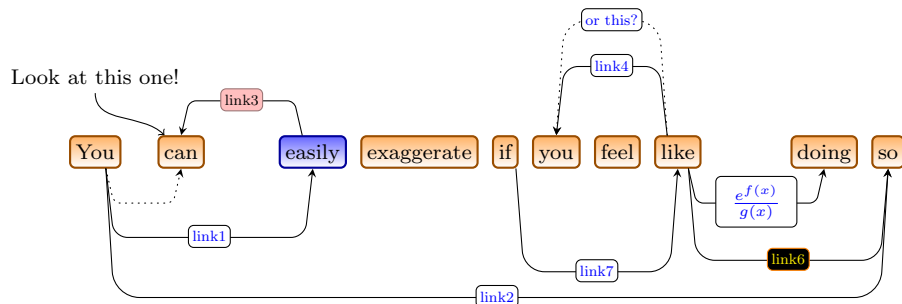 or this?
link4
Look at this one!
link3
You can easily exaggerate if you feel like doing so
e^{f(x)}
g(x)
link1
link6
link7
link2